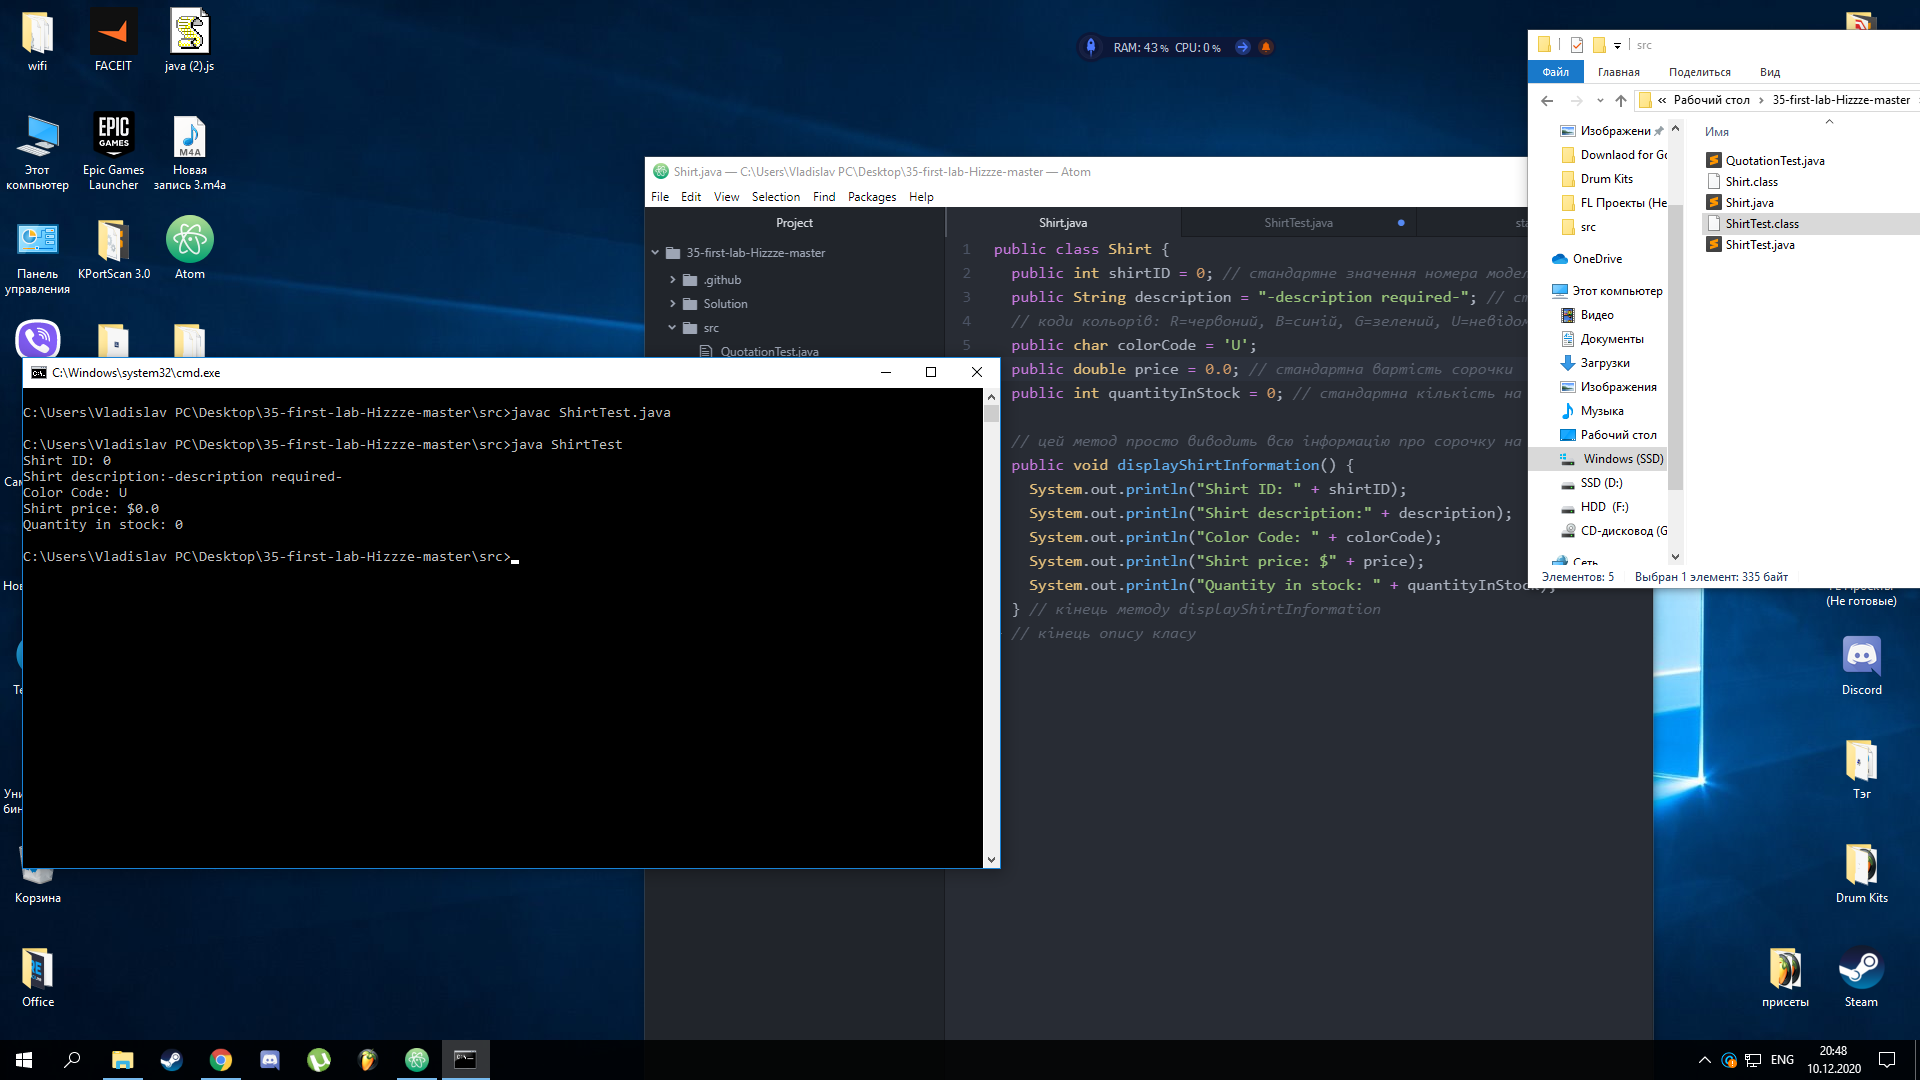 wifi
FACEIT
java (2).js
Этот компьютер
EPIC GAMES
Epic Games Launcher
M4A
Новая запись 3.m4a
Панель управления
KPortScan 3.0
Atom
Корзина
Office
RAM: 43 % CPU: 0 %
Shirt.java — C:\Users\Vladislav PC\Desktop\35-first-lab-Hizzze-master — Atom
File Edit View Selection Find Packages Help
Project
35-first-lab-Hizzze-master
.github
Solution
src
QuotationTest.java
Shirt.java
ShirtTest.java
1 public class Shirt {
2 public int shirtID = 0; // стандартне значення номера модел
3 public String description = "-description required-"; // ст
4 // коди кольорів: R=червоний, B=синій, G=зелений, U=невідом
5 public char colorCode = 'U';
public double price = 0.0; // стандартна вартість сорочки
public int quantityInStock = 0; // стандартна кількість на
// цей метод просто виводить всю інформацію про сорочку на
public void displayShirtInformation() {
System.out.println("Shirt ID: " + shirtID);
System.out.println("Shirt description:" + description);
System.out.println("Color Code: " + colorCode);
System.out.println("Shirt price: $" + price);
System.out.println("Quantity in stock: " + quantityInStock);
} // кінець методу displayShirtInformation
// кінець опису класу
C:\Windows\system32\cmd.exe
C:\Users\Vladislav PC\Desktop\35-first-lab-Hizzze-master\src>javac ShirtTest.java
C:\Users\Vladislav PC\Desktop\35-first-lab-Hizzze-master\src>java ShirtTest
Shirt ID: 0
Shirt description:-description required-
Color Code: U
Shirt price: $0.0
Quantity in stock: 0
C:\Users\Vladislav PC\Desktop\35-first-lab-Hizzze-master\src>
src
Файл Главная Поделиться Вид
« Рабочий стол › 35-first-lab-Hizzze-master
Изображени
Downlaod for Go
Drum Kits
FL Проекты (Не
src
OneDrive
Этот компьютер
Видео
Документы
Загрузки
Изображения
Музыка
Рабочий стол
Windows (SSD)
SSD (D:)
HDD (F:)
CD-дисковод (G
Сеть
Имя
QuotationTest.java
Shirt.class
Shirt.java
ShirtTest.class
ShirtTest.java
Элементов: 5 Выбран 1 элемент: 335 байт
(Не готовые)
Discord
Тэг
Drum Kits
присеты
Steam
ENG
20:48
10.12.2020